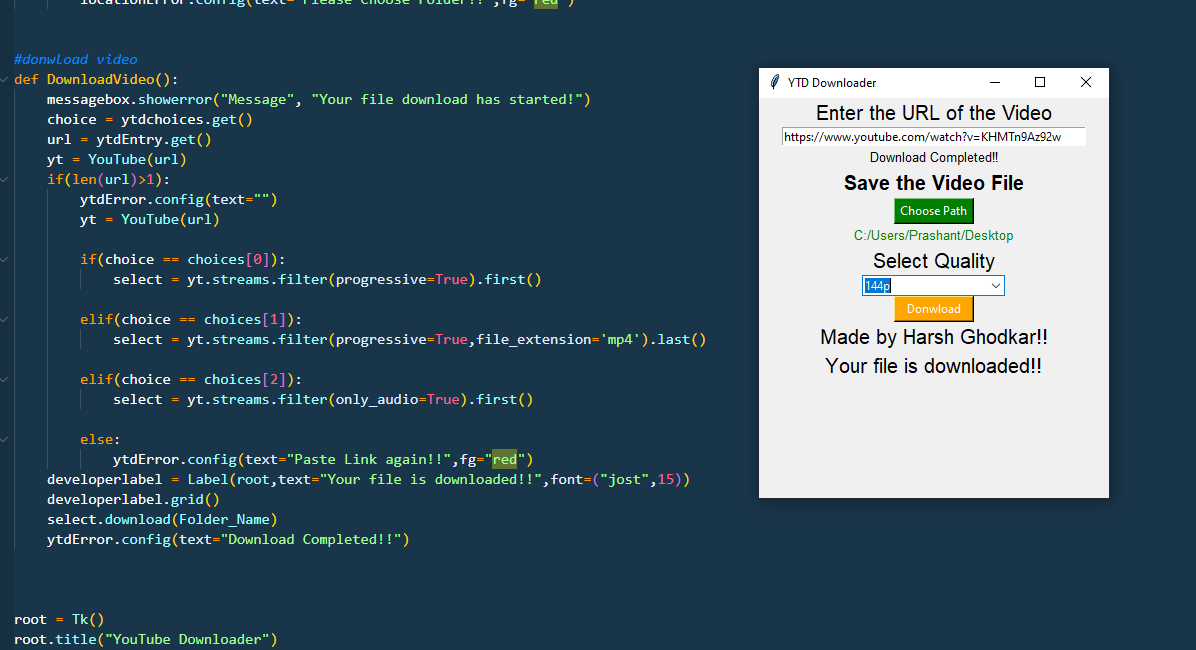 locationError.config(text="Please Choose Folder!!",fg="red")
#donwload video
def DownloadVideo():
messagebox.showerror("Message", "Your file download has started!")
choice = ytdchoices.get()
url = ytdEntry.get()
yt = YouTube(url)
if(len(url)>1):
ytdError.config(text="")
yt = YouTube(url)
if(choice == choices[0]):
select = yt.streams.filter(progressive=True).first()
elif(choice == choices[1]):
select = yt.streams.filter(progressive=True,file_extension='mp4').last()
elif(choice == choices[2]):
select = yt.streams.filter(only_audio=True).first()
else:
ytdError.config(text="Paste Link again!!",fg="red")
developerlabel = Label(root,text="Your file is downloaded!!",font=("jost",15))
developerlabel.grid()
select.download(Folder_Name)
ytdError.config(text="Download Completed!!")
root = Tk()
root.title("YouTube Downloader")
YTD Downloader
Enter the URL of the Video
https://www.youtube.com/watch?v=KHMTn9Az92w
Download Completed!!
Save the Video File
Choose Path
C:/Users/Prashant/Desktop
Select Quality
144p
Donwload
Made by Harsh Ghodkar!!
Your file is downloaded!!